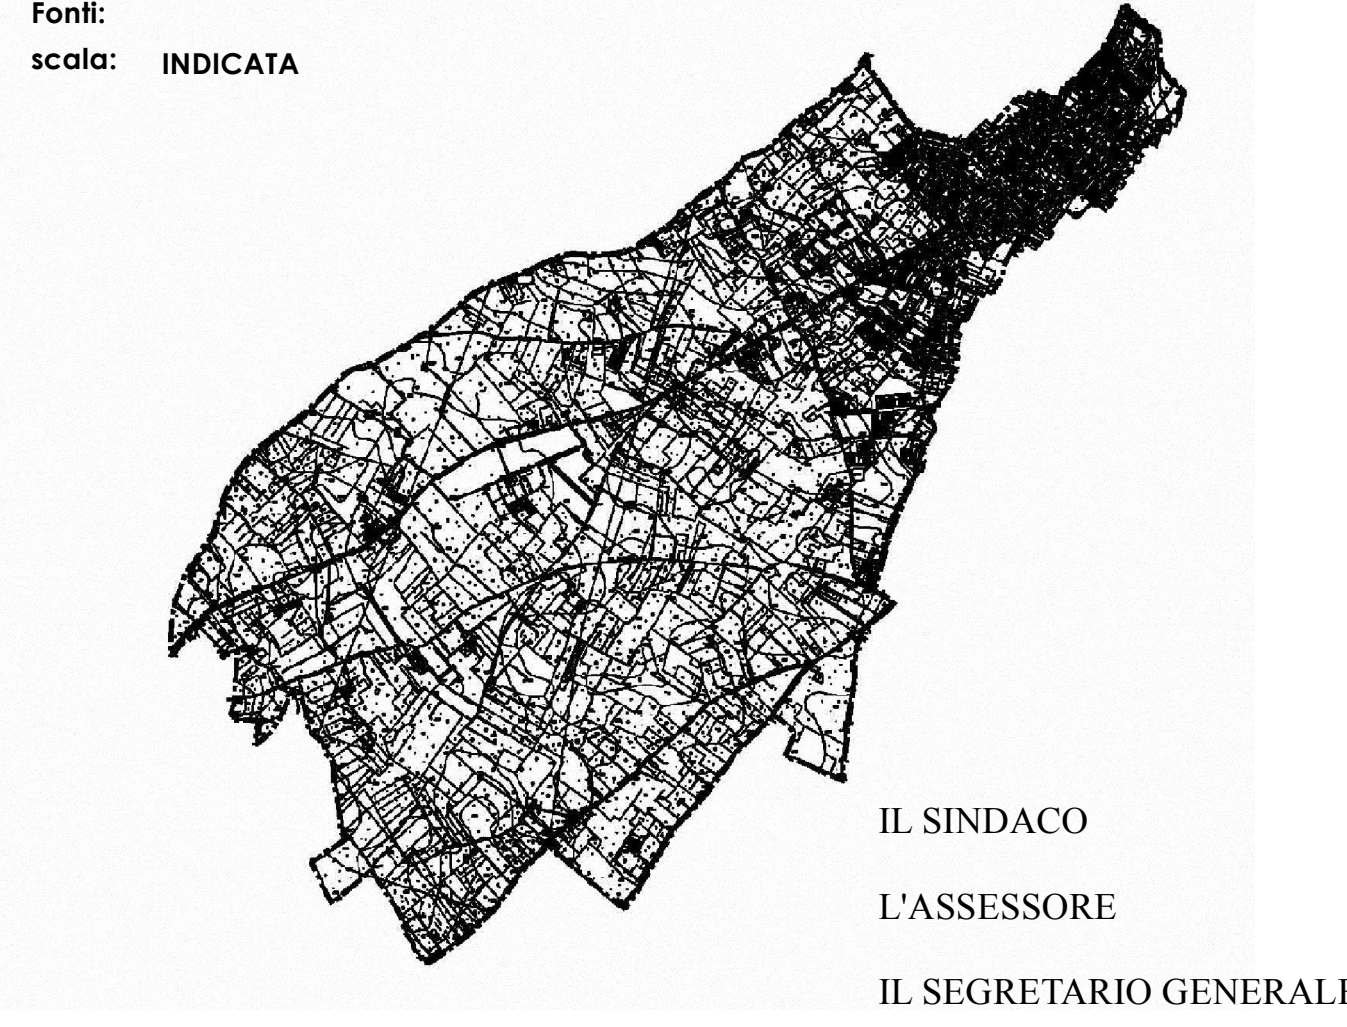 Fonti:
scala: INDICATA
IL SINDACO
L'ASSESSORE
IL SEGRETARIO GENERALE